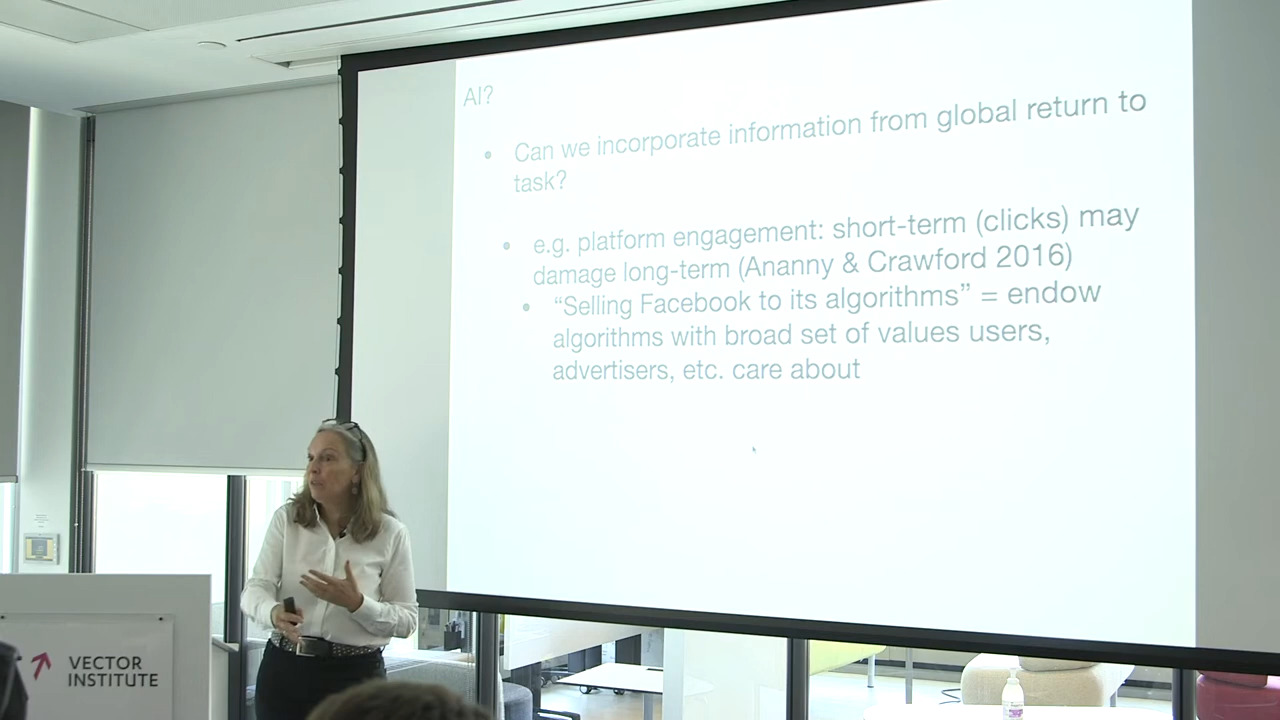 AI?
• Can we incorporate information from global return to
task?
• e.g. platform engagement: short-term (clicks) may
damage long-term (Ananny & Crawford 2016)
• “Selling Facebook to its algorithms” = endow
algorithms with broad set of values users,
advertisers, etc. care about
VECTOR
INSTITUTE